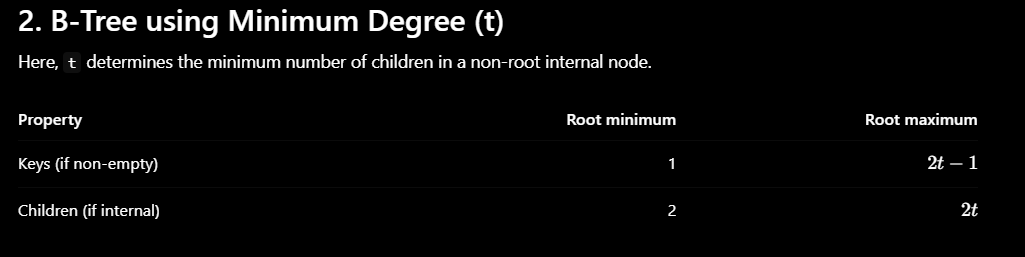 2. B-Tree using Minimum Degree (t)
Here, t determines the minimum number of children in a non-root internal node.
Property Root minimum Root maximum
Keys (if non-empty) 1 2t − 1
Children (if internal) 2 2t